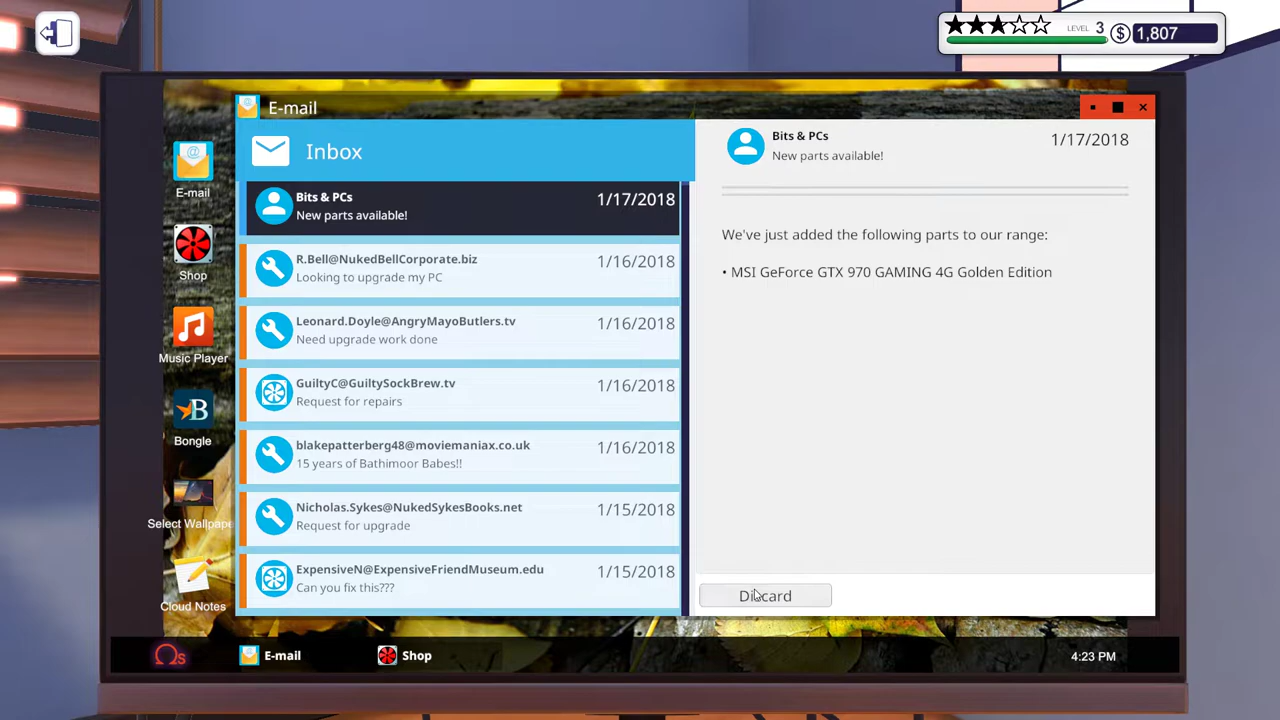 LEVEL 3
$ 1,807
E-mail
Inbox
Bits & PCs
New parts available!
1/17/2018
R.Bell@NukedBellCorporate.biz
Looking to upgrade my PC
1/16/2018
Leonard.Doyle@AngryMayoButlers.tv
Need upgrade work done
1/16/2018
GuiltyC@GuiltySockBrew.tv
Request for repairs
1/16/2018
blakepatterberg48@moviemaniax.co.uk
15 years of Bathimoor Babes!!
1/16/2018
Nicholas.Sykes@NukedSykesBooks.net
Request for upgrade
1/15/2018
ExpensiveN@ExpensiveFriendMuseum.edu
Can you fix this???
1/15/2018
Bits & PCs
New parts available!
1/17/2018
We've just added the following parts to our range:
• MSI GeForce GTX 970 GAMING 4G Golden Edition
Discard
E-mail
Shop
Music Player
B
Bongle
Select Wallpape
Cloud Notes
Ωs
E-mail
Shop
4:23 PM